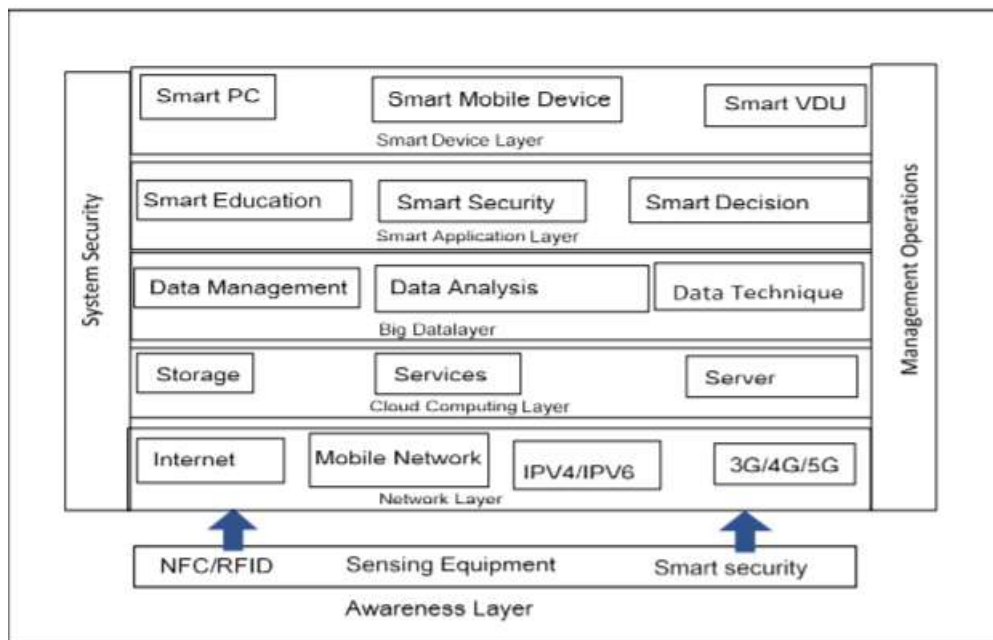 System Security
Smart PC
Smart Mobile Device
Smart VDU
Smart Device Layer
Smart Education
Smart Security
Smart Decision
Smart Application Layer
Data Management
Data Analysis
Data Technique
Big Datalayer
Storage
Services
Server
Cloud Computing Layer
Internet
Mobile Network
IPV4/IPV6
3G/4G/5G
Network Layer
Management Operations
NFC/RFID
Sensing Equipment
Smart security
Awareness Layer